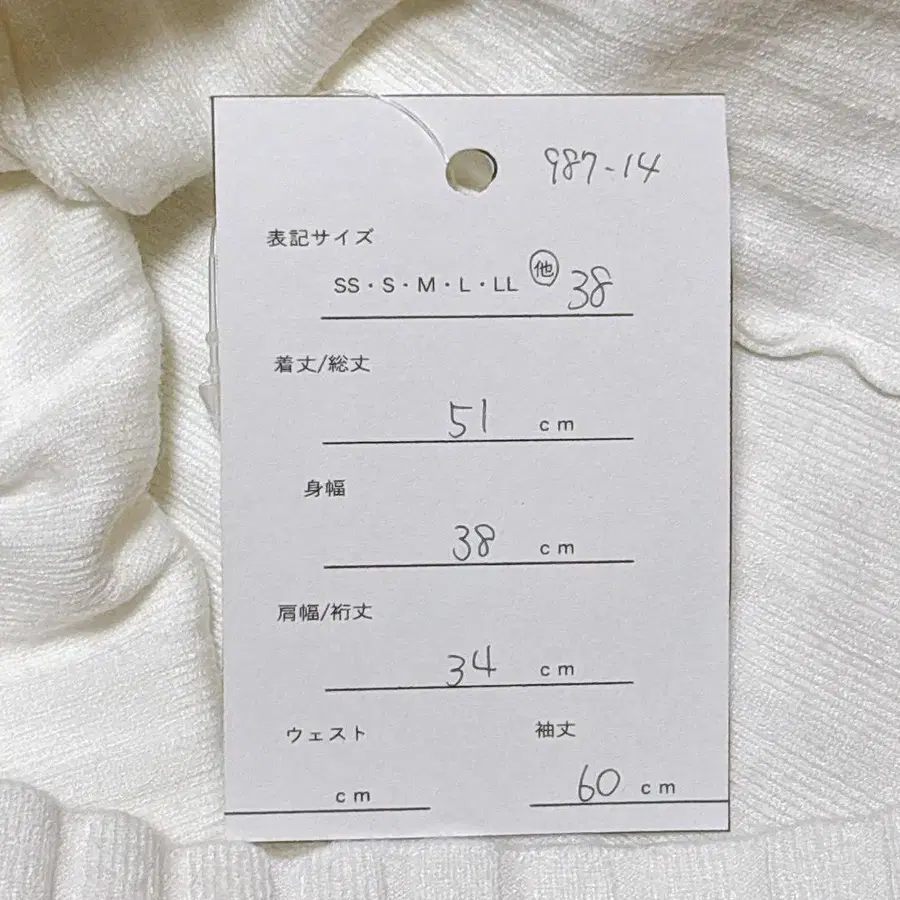 987-14
表記サイズ
SS・S・M・L・LL 他 38
着丈/総丈
51 cm
身幅
38 cm
肩幅/裄丈
34 cm
ウェスト 袖丈
cm 60 cm